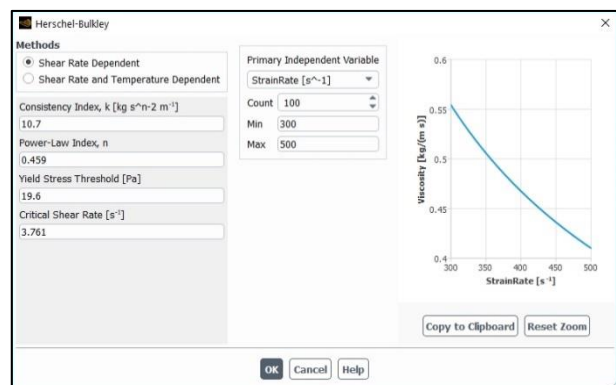 Herschel-Bulkley
Methods
Shear Rate Dependent
Shear Rate and Temperature Dependent
Consistency Index, k [kg s^n-2 m⁻¹]
10.7
Power-Law Index, n
0.459
Yield Stress Threshold [Pa]
19.6
Critical Shear Rate [s⁻¹]
3.761
Primary Independent Variable
StrainRate [s^-1]
Count 100
Min 300
Max 500
0.6
0.55
0.5
0.45
0.4
Viscosity [kg/(m s)]
300 350 400 450 500
StrainRate [s⁻¹]
Copy to Clipboard Reset Zoom
OK Cancel Help